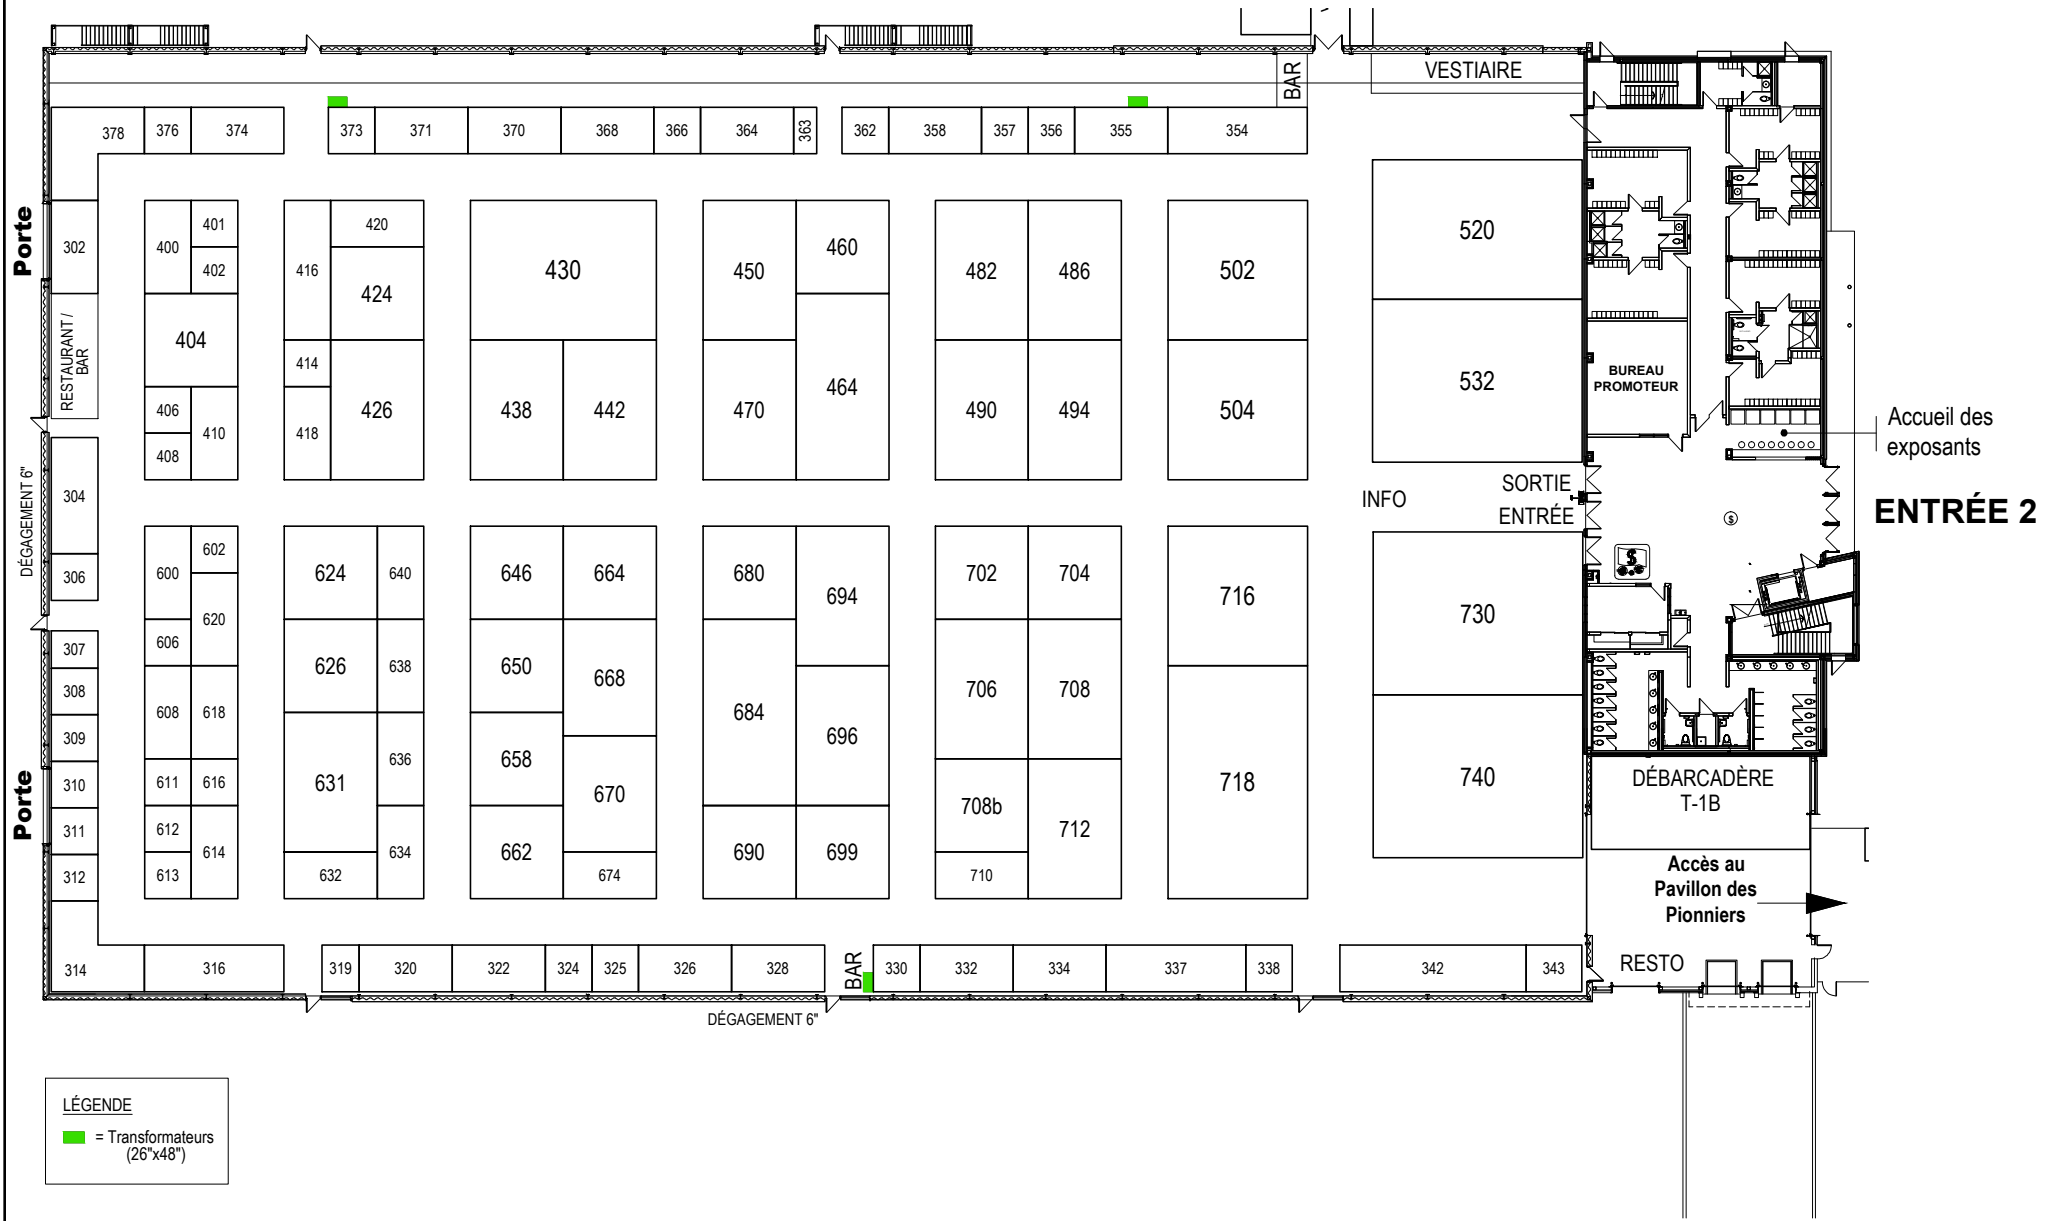 VESTIAIRE
BAR
378 376 374 373 371 370 368 366 364 363 362 358 357 356 355 354
Porte
302
400 401 402
404
406 408 410
416 420 424
414 418 426
430
438 442
450 460
470 464
482 486
490 494
502
504
520
532
RESTAURANT /
BAR
BUREAU
PROMOTEUR
Accueil des
exposants
304
306
DÉGAGEMENT 6"
INFO
SORTIE
ENTRÉE
ENTRÉE 2
$
S
600 602
606 620
608 618
611 616
612 614
613
624 640
626 638
631 636
632 634
646 664
650 668
658 670
662 674
680 694
684 696
690 699
702 704
706 708
708b 712
710
716
718
730
740
307
308
309
310
311
312
Porte
DÉBARCADÈRE
T-1B
Accès au
Pavillon des
Pionniers
RESTO
314 316 319 320 322 324 325 326 328
BAR
330 332 334 337 338 342 343
DÉGAGEMENT 6"
LÉGENDE
= Transformateurs
(26"x48")